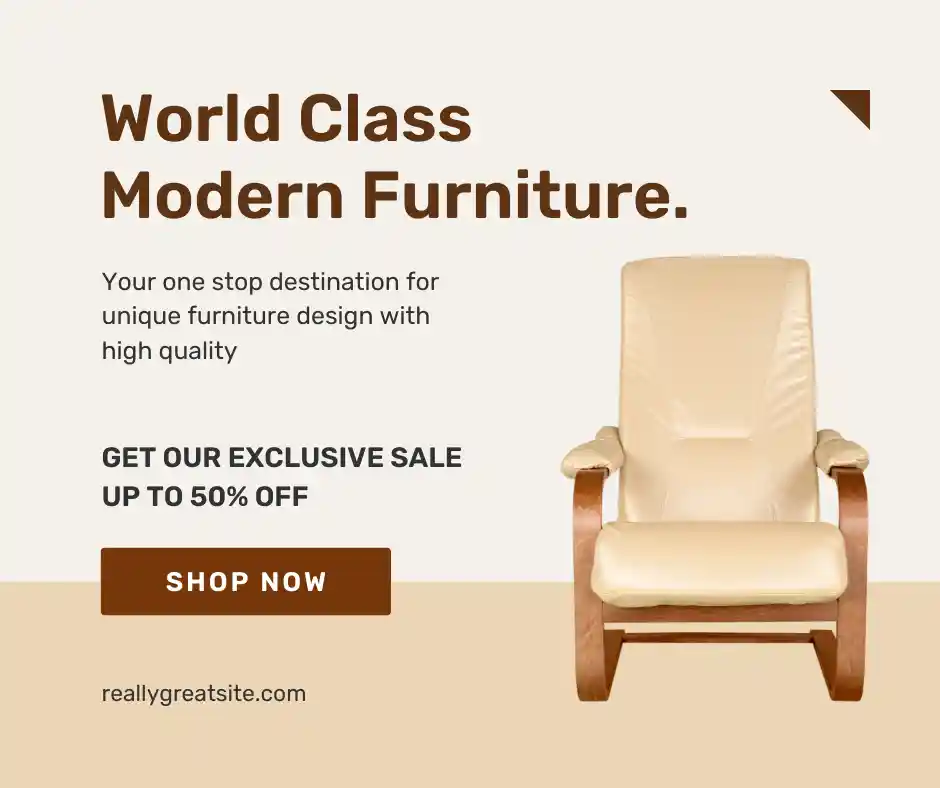 World Class
Modern Furniture.
Your one stop destination for
unique furniture design with
high quality
GET OUR EXCLUSIVE SALE
UP TO 50% OFF
SHOP NOW
reallygreatsite.com